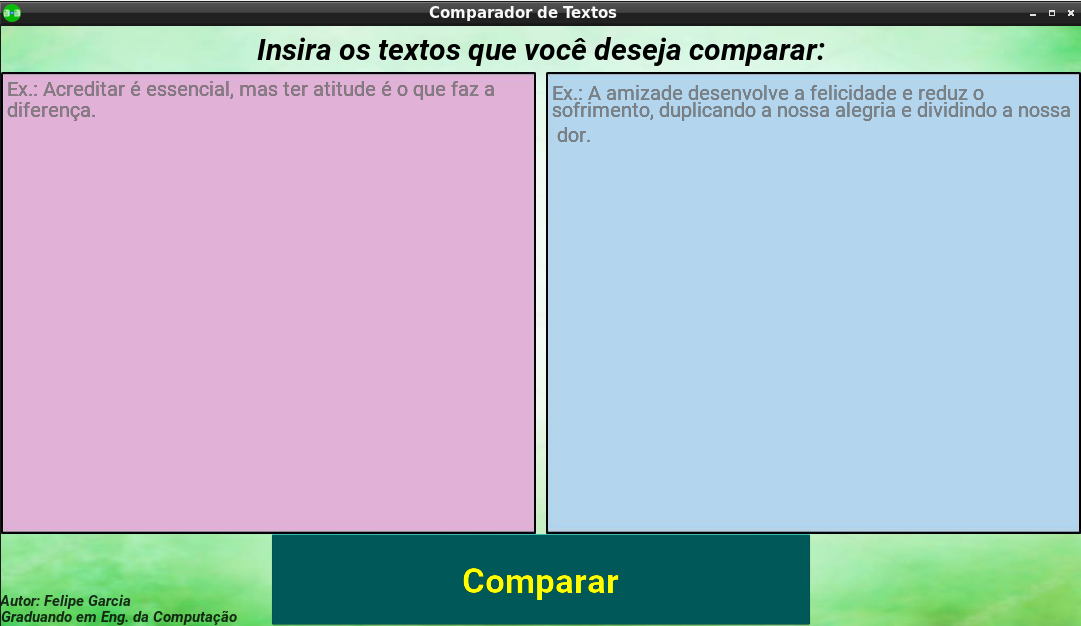 Comparador de Textos
Insira os textos que você deseja comparar:
Ex.: Acreditar é essencial, mas ter atitude é o que faz a
diferença.
Ex.: A amizade desenvolve a felicidade e reduz o
sofrimento, duplicando a nossa alegria e dividindo a nossa
dor.
Comparar
Autor: Felipe Garcia
Graduando em Eng. da Computação